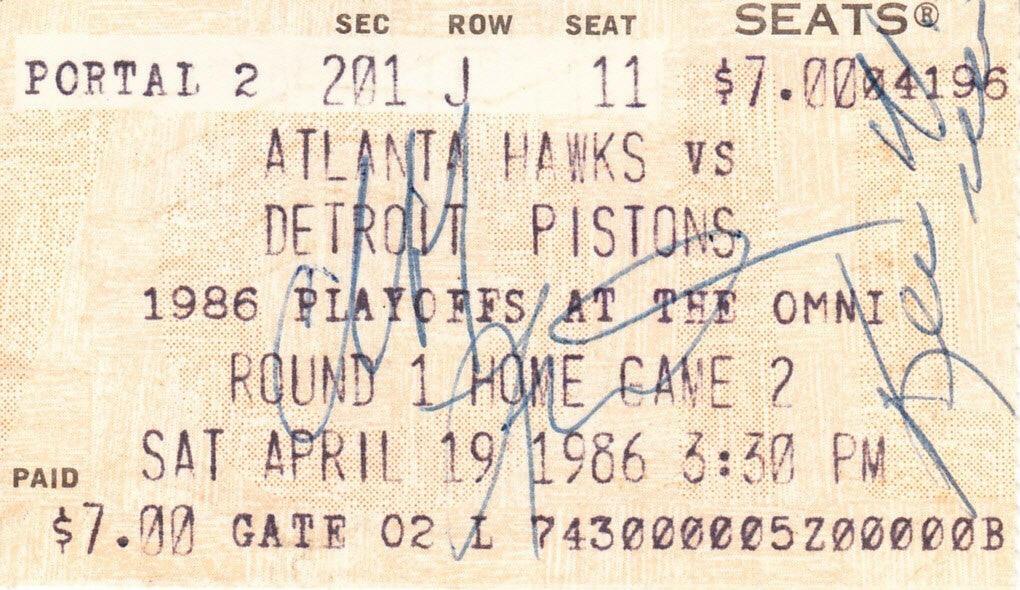 SEC ROW SEAT SEATS®
PORTAL 2 201 J 11 $7.00 04196
ATLANTA HAWKS VS
DETROIT PISTONS
1986 PLAYOFFS AT THE OMNI
ROUND 1 HOME GAME 2
SAT APRIL 19 1986 3:30 PM
PAID
$7.00 GATE 02 L 7430000005Z00000B